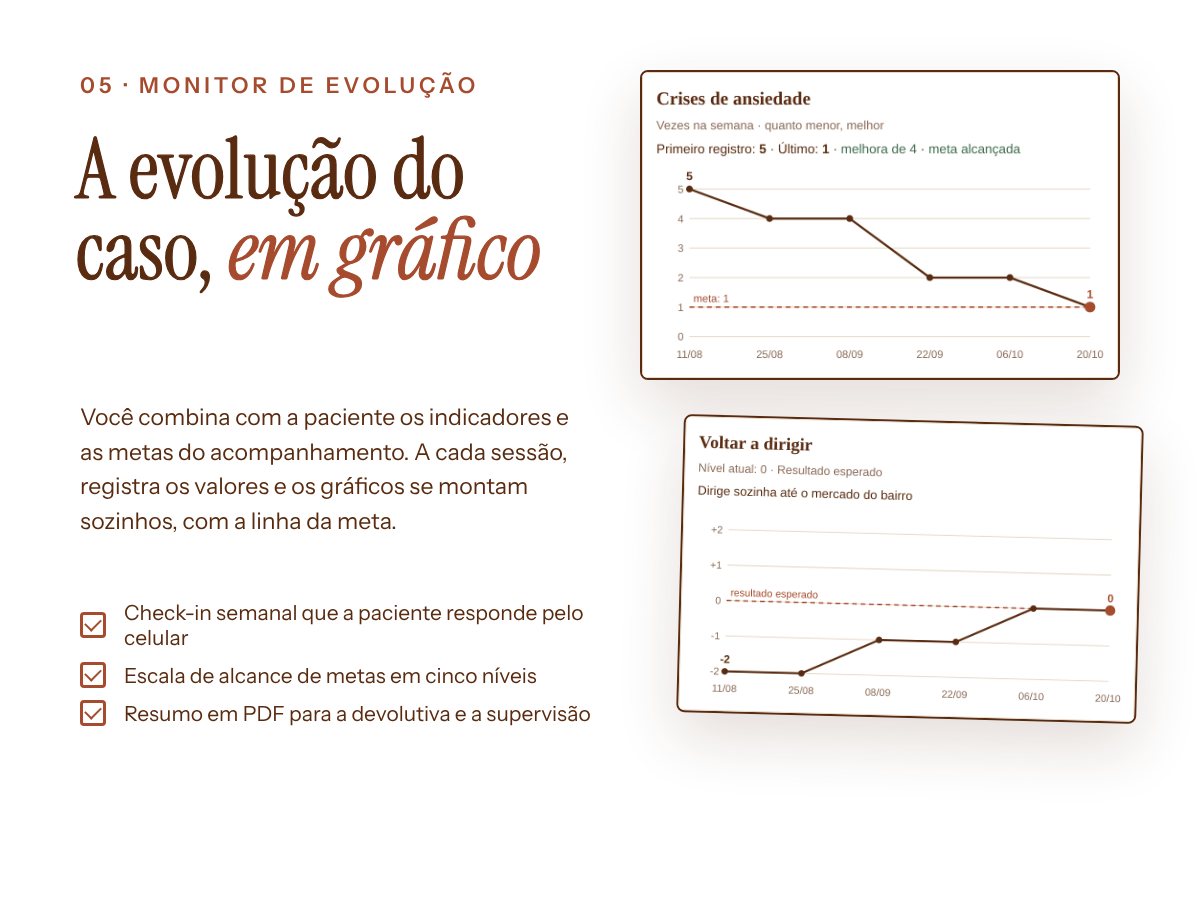 05 · MONITOR DE EVOLUÇÃO
A evolução do
caso, em gráfico
Você combina com a paciente os indicadores e
as metas do acompanhamento. A cada sessão,
registra os valores e os gráficos se montam
sozinhos, com a linha da meta.
Check-in semanal que a paciente responde pelo
celular
Escala de alcance de metas em cinco níveis
Resumo em PDF para a devolutiva e a supervisão
Crises de ansiedade
Vezes na semana · quanto menor, melhor
Primeiro registro: 5 · Último: 1 · melhora de 4 · meta alcançada
5
5
4
3
2
meta: 1
1
1
0
11/08 25/08 08/09 22/09 06/10 20/10
Voltar a dirigir
Nível atual: 0 · Resultado esperado
Dirige sozinha até o mercado do bairro
+2
+1
resultado esperado
0
0
-1
-2
-2
11/08 25/08 08/09 22/09 06/10 20/10